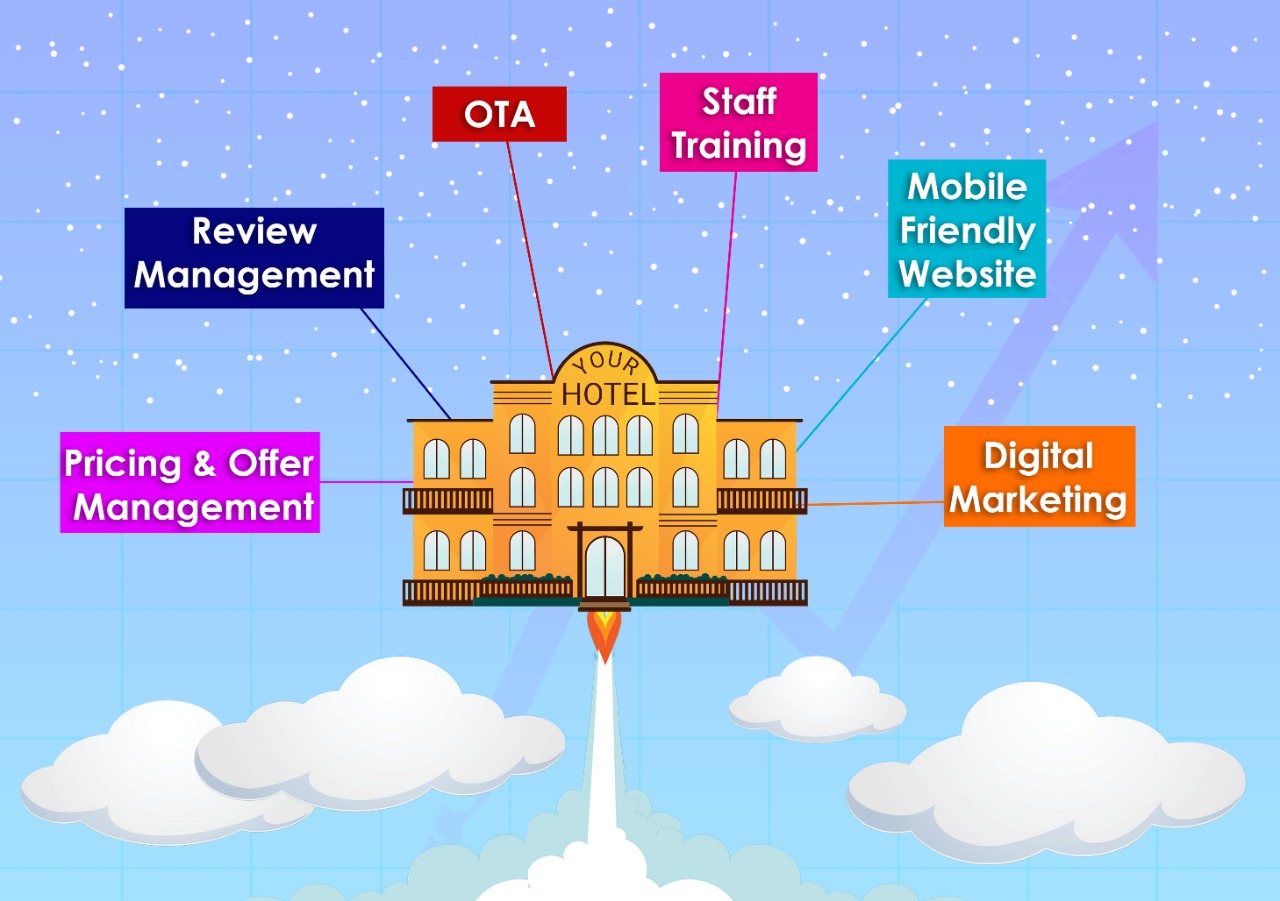 OTA
Staff
Training
Mobile
Friendly
Website
Review
Management
YOUR
HOTEL
Pricing & Offer
Management
Digital
Marketing